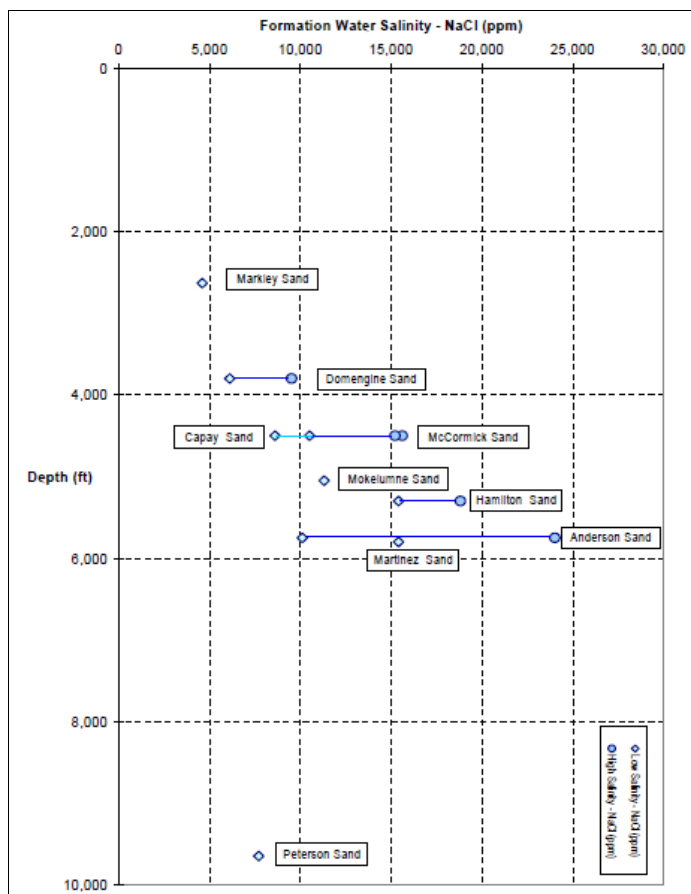 Formation Water Salinity - NaCl (ppm)
0 5,000 10,000 15,000 20,000 25,000 30,000
0
2,000
Markley Sand
Domengine Sand
4,000
Capay Sand
McCormick Sand
Depth (ft)
Mokelumne Sand
Hamilton Sand
Anderson Sand
6,000
Martinez Sand
8,000
Low Salinity - NaCl (ppm)
High Salinity - NaCl (ppm)
Peterson Sand
10,000